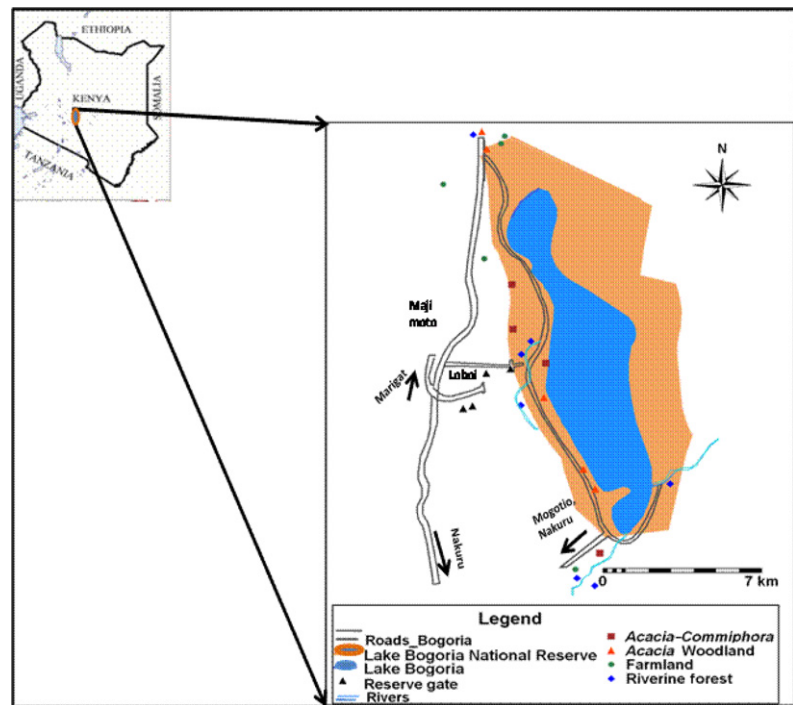 ETHIOPIA
UGANDA
KENYA
SOMALIA
TANZANIA
N
Maji
moto
Loboi
Marigat
Nakuru
Mogotio,
Nakuru
0 7 km
Legend
Roads_Bogoria
Lake Bogoria National Reserve
Lake Bogoria
Reserve gate
Rivers
Acacia-Commiphora
Acacia Woodland
Farmland
Riverine forest